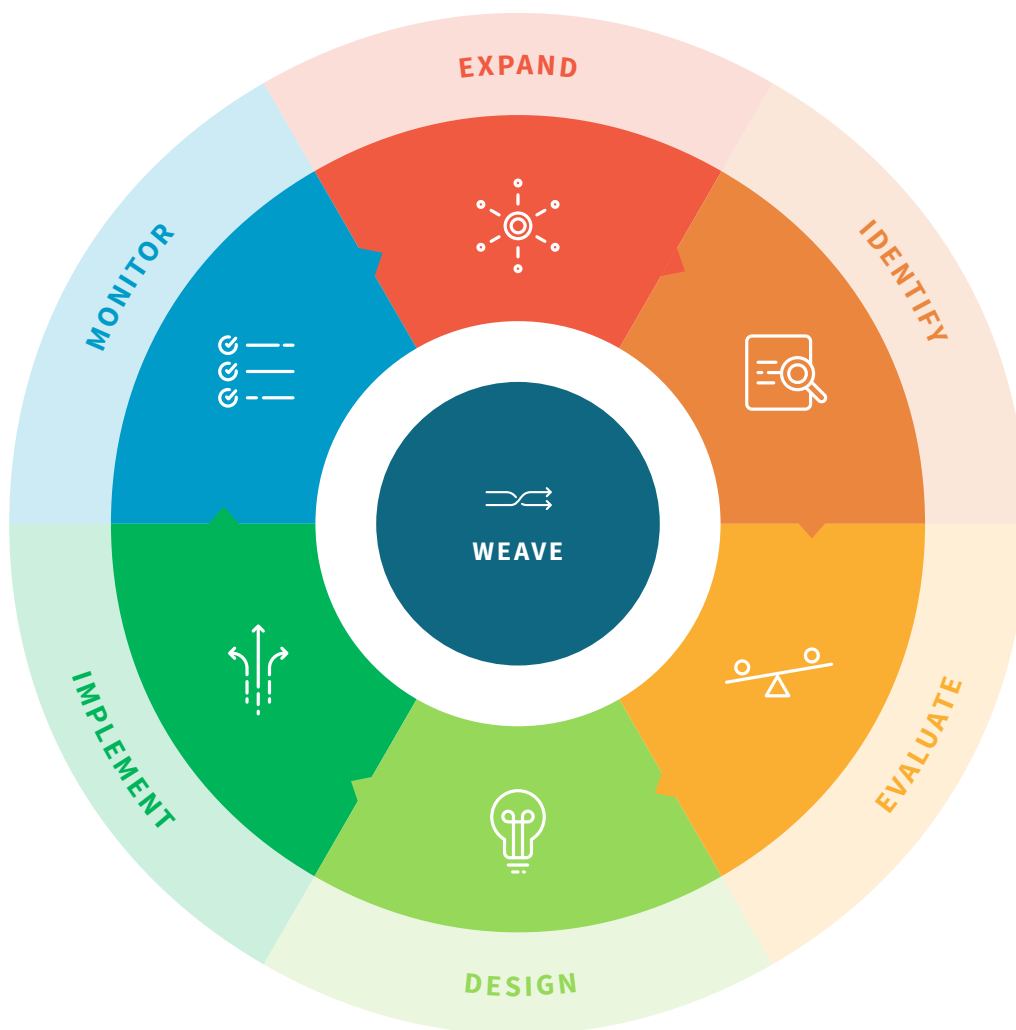 EXPAND
IDENTIFY
EVALUATE
DESIGN
IMPLEMENT
MONITOR
WEAVE